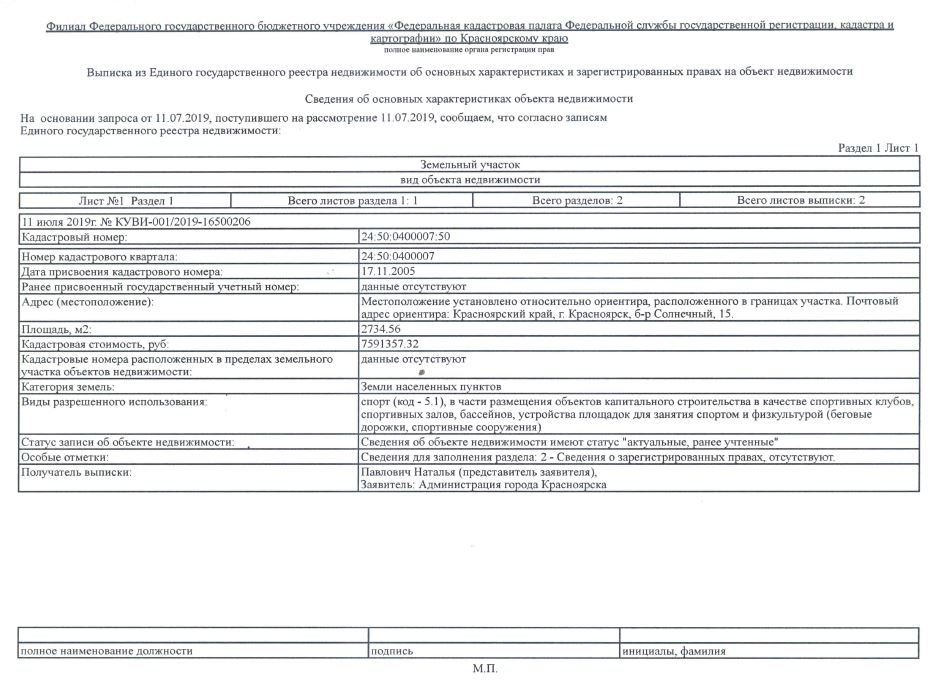 Филиал Федерального государственного бюджетного учреждения «Федеральная кадастровая палата Федеральной службы государственной регистрации, кадастра и
картографии» по Красноярскому краю
полное наименование органа регистрации прав
Выписка из Единого государственного реестра недвижимости об основных характеристиках и зарегистрированных правах на объект недвижимости
Сведения об основных характеристиках объекта недвижимости
На основании запроса от 11.07.2019, поступившего на рассмотрение 11.07.2019, сообщаем, что согласно записям
Единого государственного реестра недвижимости:
Раздел 1 Лист 1
Земельный участок
вид объекта недвижимости
Лист №1 Раздел 1 Всего листов раздела 1: 1 Всего разделов: 2 Всего листов выписки: 2
11 июля 2019г. № КУВИ-001/2019-16500206
Кадастровый номер: 24:50:0400007:50
Номер кадастрового квартала: 24:50:0400007
Дата присвоения кадастрового номера: 17.11.2005
Ранее присвоенный государственный учетный номер: данные отсутствуют
Адрес (местоположение): Местоположение установлено относительно ориентира, расположенного в границах участка. Почтовый
адрес ориентира: Красноярский край, г. Красноярск, б-р Солнечный, 15.
Площадь, м2: 2734.56
Кадастровая стоимость, руб: 7591357.32
Кадастровые номера расположенных в пределах земельного данные отсутствуют
участка объектов недвижимости:
Категория земель: Земли населенных пунктов
Виды разрешенного использования: спорт (код - 5.1), в части размещения объектов капитального строительства в качестве спортивных клубов,
спортивных залов, бассейнов, устройства площадок для занятия спортом и физкультурой (беговые
дорожки, спортивные сооружения)
Статус записи об объекте недвижимости: Сведения об объекте недвижимости имеют статус "актуальные, ранее учтенные"
Особые отметки: Сведения для заполнения раздела: 2 - Сведения о зарегистрированных правах, отсутствуют.
Получатель выписки: Павлович Наталья (представитель заявителя),
Заявитель: Администрация города Красноярска
полное наименование должности подпись инициалы, фамилия
М.П.